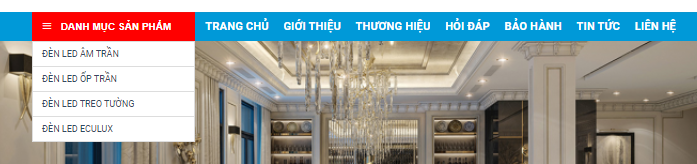 DANH MỤC SẢN PHẨM TRANG CHỦ GIỚI THIỆU THƯƠNG HIỆU HỎI ĐÁP BẢO HÀNH TIN TỨC LIÊN HỆ
ĐÈN LED ÂM TRẦN
ĐÈN LED ỐP TRẦN
ĐÈN LED TREO TƯỜNG
ĐÈN LED ECULUX